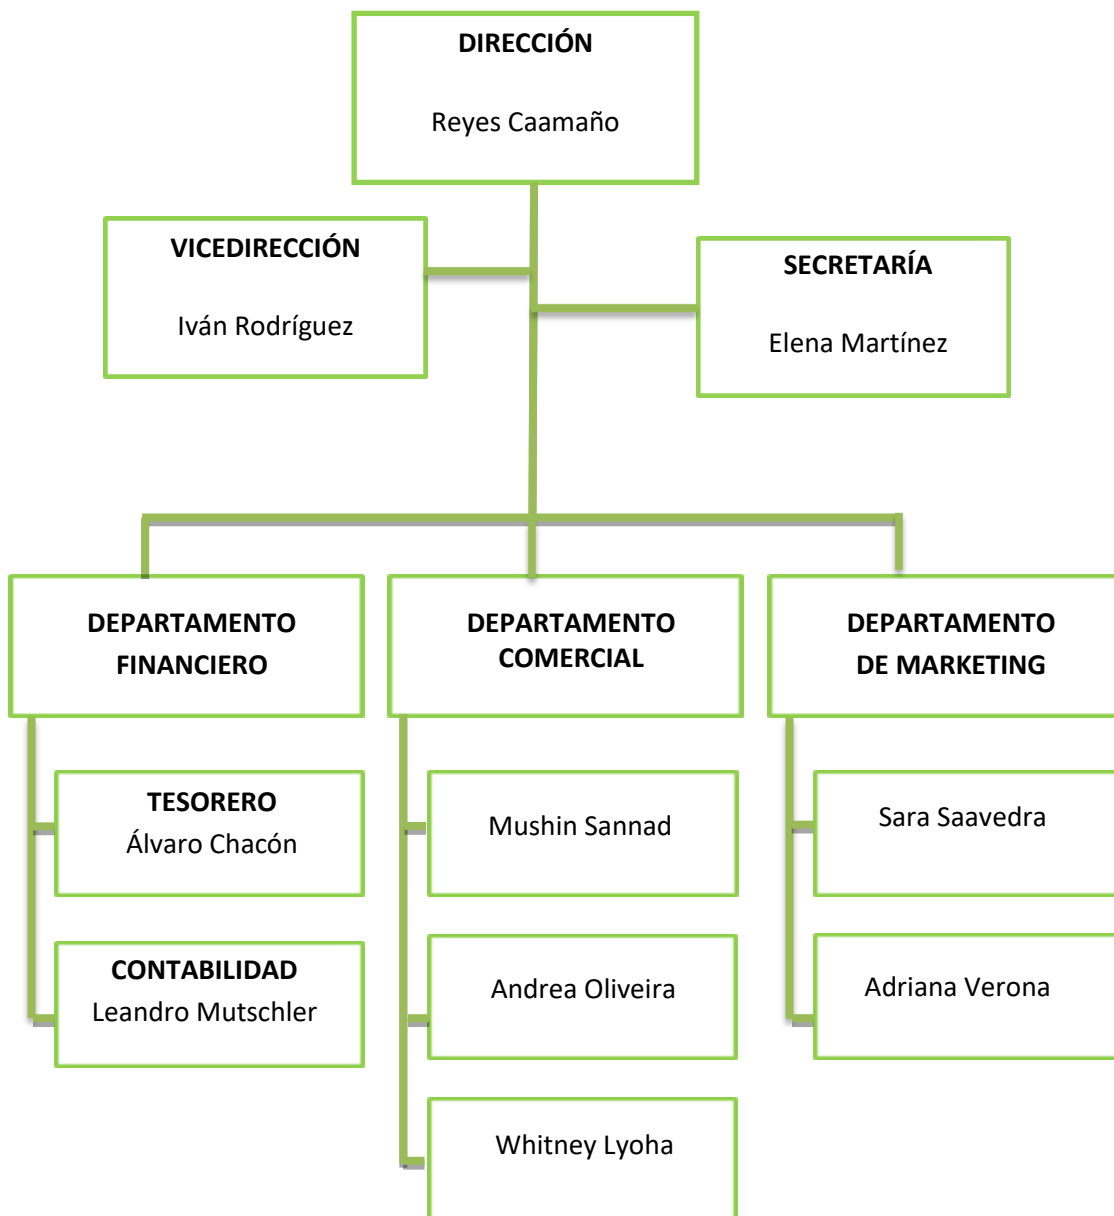 DIRECCIÓN
Reyes Caamaño
VICEDIRECCIÓN
Iván Rodríguez
SECRETARÍA
Elena Martínez
DEPARTAMENTO
FINANCIERO
DEPARTAMENTO
COMERCIAL
DEPARTAMENTO
DE MARKETING
TESORERO
Álvaro Chacón
CONTABILIDAD
Leandro Mutschler
Mushin Sannad
Andrea Oliveira
Whitney Lyoha
Sara Saavedra
Adriana Verona